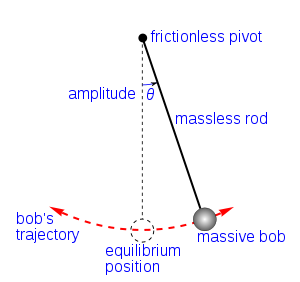 frictionless pivot
amplitude
θ
massless rod
bob's
trajectory
massive bob
equilibrium
position